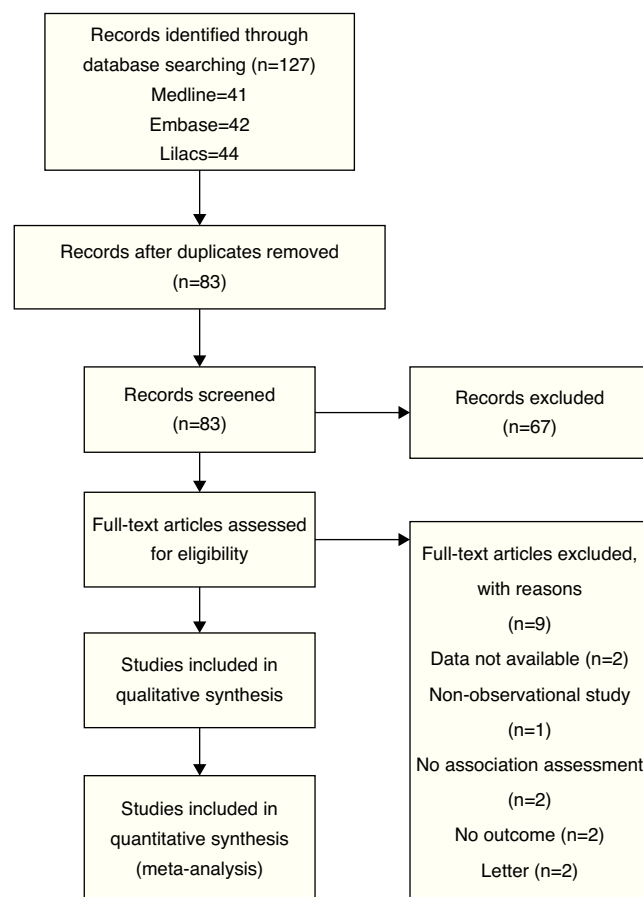 Records identified through
database searching (n=127)
Medline=41
Embase=42
Lilacs=44
Records after duplicates removed
(n=83)
Records screened
(n=83)
Records excluded
(n=67)
Full-text articles assessed
for eligibility
Full-text articles excluded,
with reasons
(n=9)
Data not available (n=2)
Non-observational study
(n=1)
No association assessment
(n=2)
No outcome (n=2)
Letter (n=2)
Studies included in
qualitative synthesis
Studies included in
quantitative synthesis
(meta-analysis)